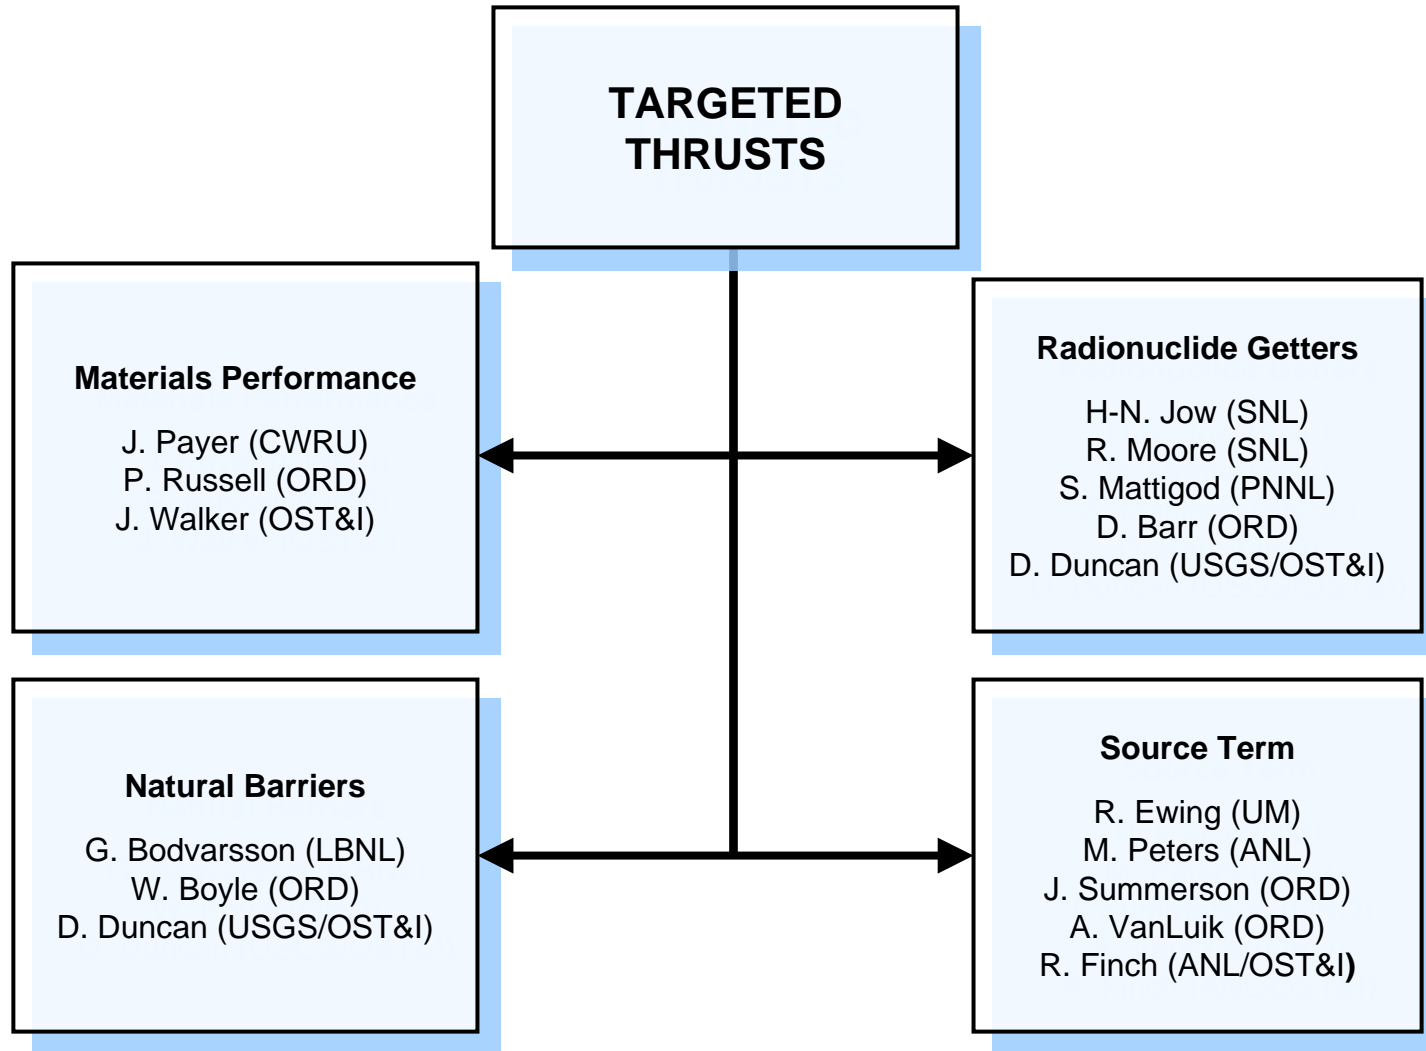 TARGETED
THRUSTS
Materials Performance
J. Payer (CWRU)
P. Russell (ORD)
J. Walker (OST&I)
Radionuclide Getters
H-N. Jow (SNL)
R. Moore (SNL)
S. Mattigod (PNNL)
D. Barr (ORD)
D. Duncan (USGS/OST&I)
Natural Barriers
G. Bodvarsson (LBNL)
W. Boyle (ORD)
D. Duncan (USGS/OST&I)
Source Term
R. Ewing (UM)
M. Peters (ANL)
J. Summerson (ORD)
A. VanLuik (ORD)
R. Finch (ANL/OST&I)